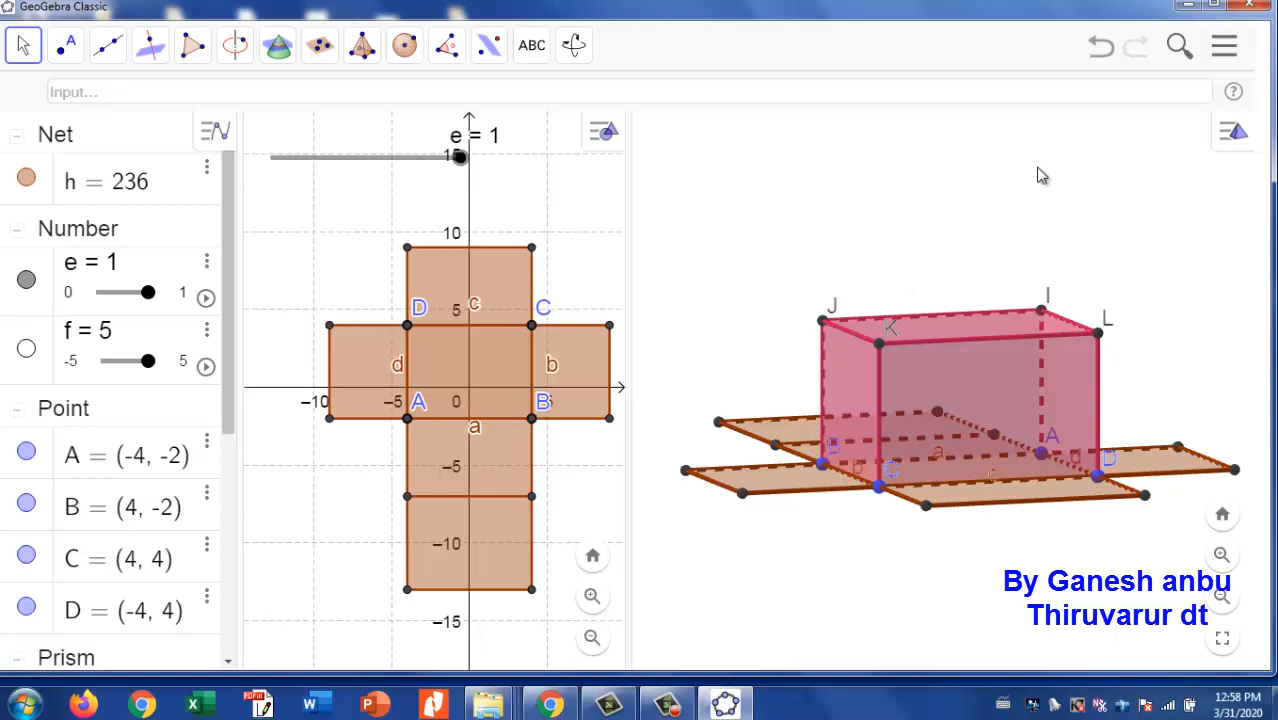 GeoGebra Classic
ABC
Input...
Net
h = 236
Number
e = 1
0 1
f = 5
-5 5
Point
A = (-4, -2)
B = (4, -2)
C = (4, 4)
D = (-4, 4)
Prism
e = 1
15
10
D c C 5
d b
−10 −5 A 0 B
a
−5
−10
−15
J I
K L
B b C a c A d D
By Ganesh anbu
Thiruvarur dt
12:58 PM
3/31/2020